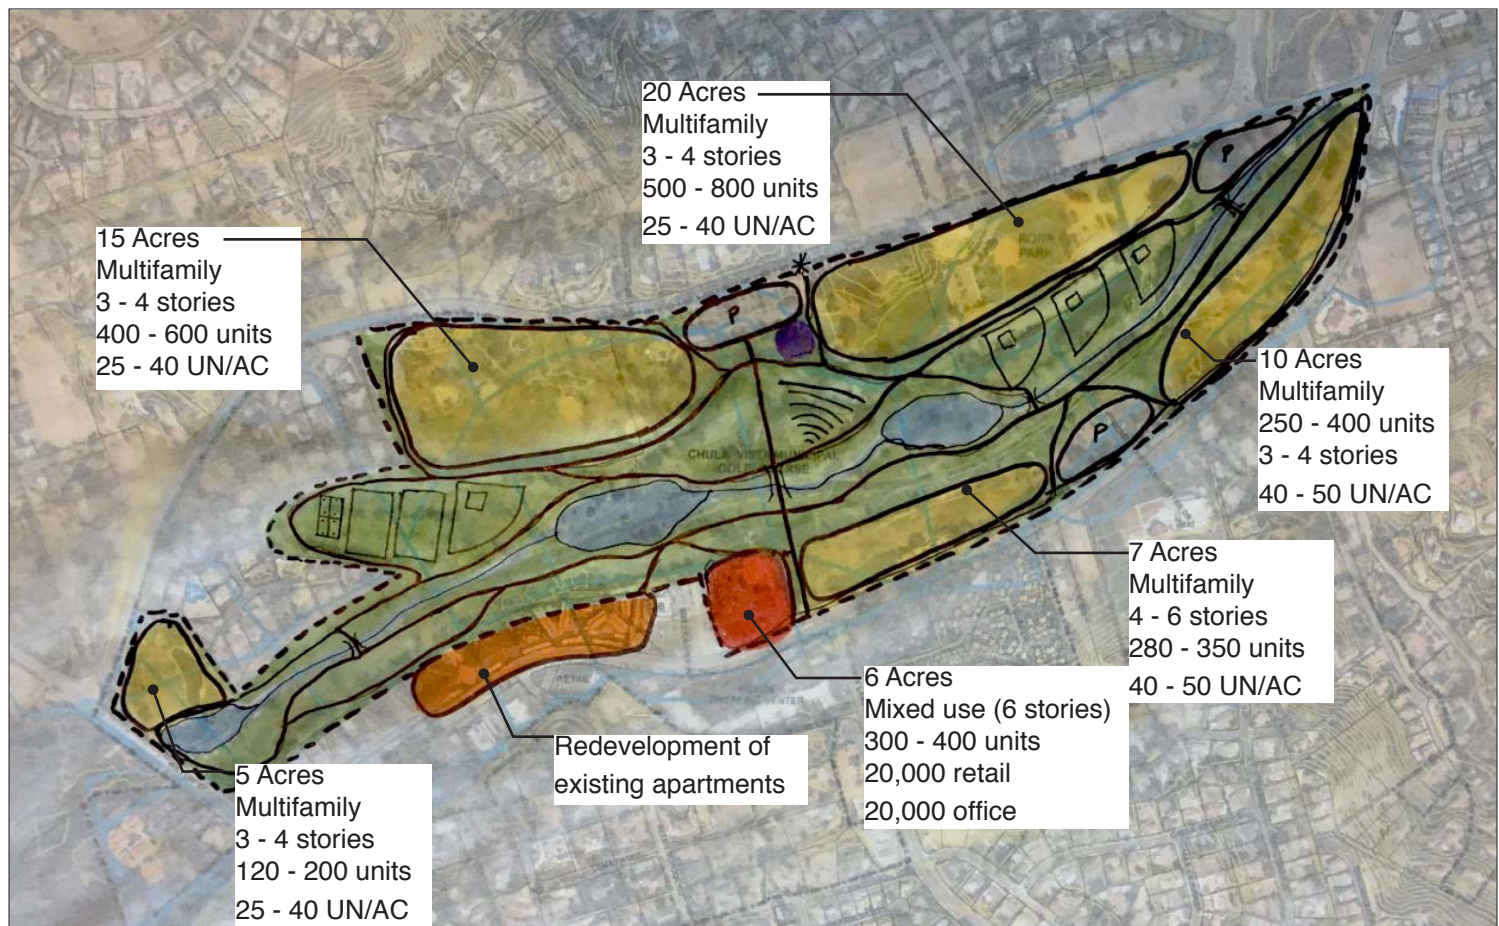 20 Acres
Multifamily
3 - 4 stories
500 - 800 units
25 - 40 UN/AC
P
15 Acres
Multifamily
3 - 4 stories
400 - 600 units
25 - 40 UN/AC
ROHR
PARK
P
10 Acres
Multifamily
250 - 400 units
3 - 4 stories
40 - 50 UN/AC
P
CHULA VISTA MUNICIPAL
GOLF COURSE
7 Acres
Multifamily
4 - 6 stories
280 - 350 units
40 - 50 UN/AC
6 Acres
Mixed use (6 stories)
300 - 400 units
20,000 retail
20,000 office
RETAIL
Redevelopment of
existing apartments
5 Acres
Multifamily
3 - 4 stories
120 - 200 units
25 - 40 UN/AC